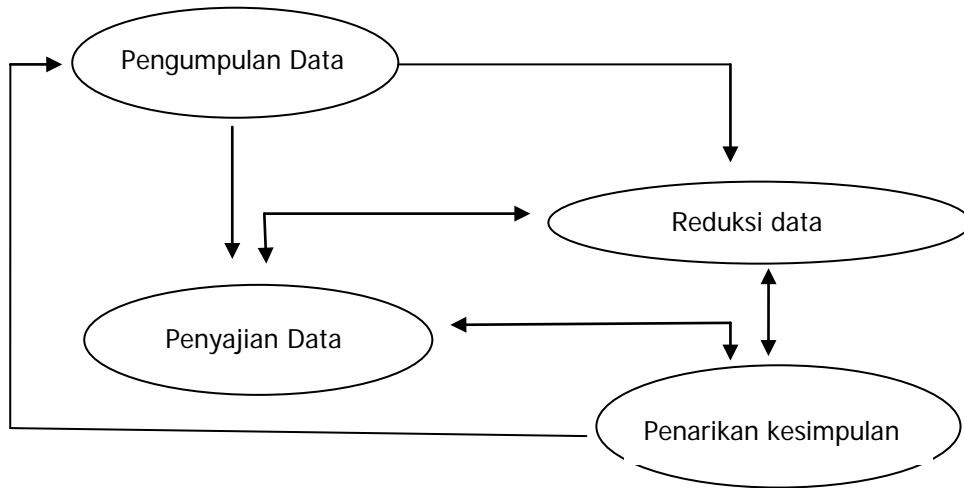 Pengumpulan Data
Reduksi data
Penyajian Data
Penarikan kesimpulan